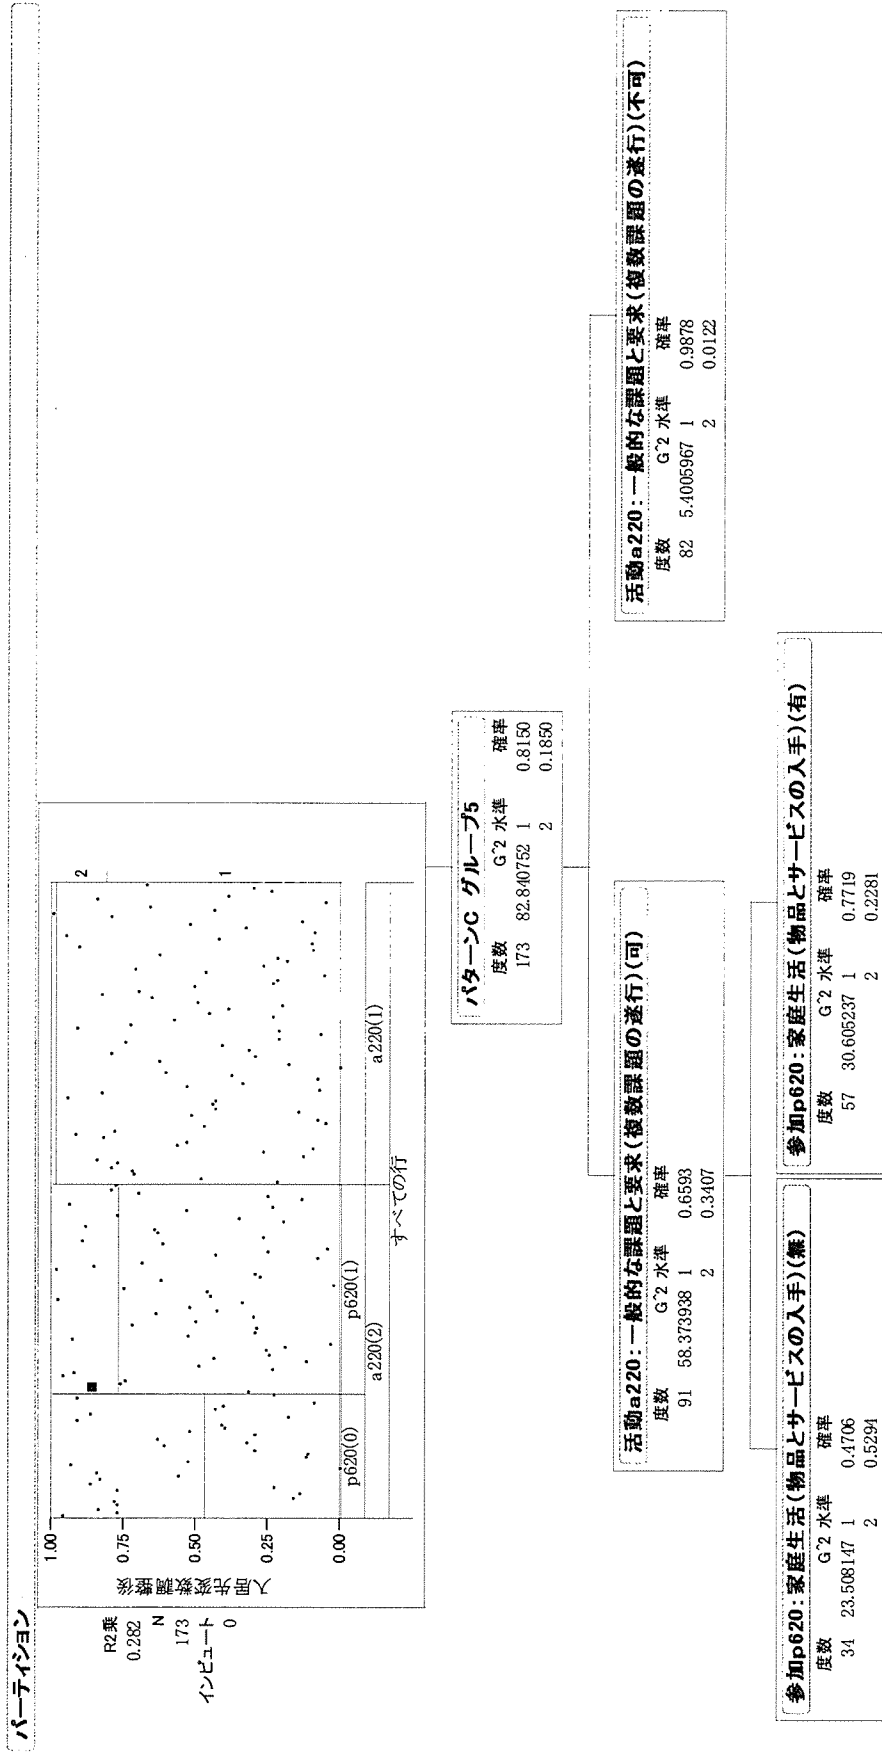 パーティション
R2乗
0.282
N
173
インピュート
0
入居先変数調整後
1.00
0.75
0.50
0.25
0.00
2
1
p620(0)
p620(1)
a220(1)
a220(2)
すべての行
パターンC グループ5
度数 G^2 水準 確率
173 82.840752 1 0.8150
2 0.1850
活動a220:一般的な課題と要求(複数課題の遂行)(可)
度数 G^2 水準 確率
91 58.373938 1 0.6593
2 0.3407
活動a220:一般的な課題と要求(複数課題の遂行)(不可)
度数 G^2 水準 確率
82 5.4005967 1 0.9878
2 0.0122
参加p620:家庭生活(物品とサービスの入手)(無)
度数 G^2 水準 確率
34 23.508147 1 0.4706
2 0.5294
参加p620:家庭生活(物品とサービスの入手)(有)
度数 G^2 水準 確率
57 30.605237 1 0.7719
2 0.2281